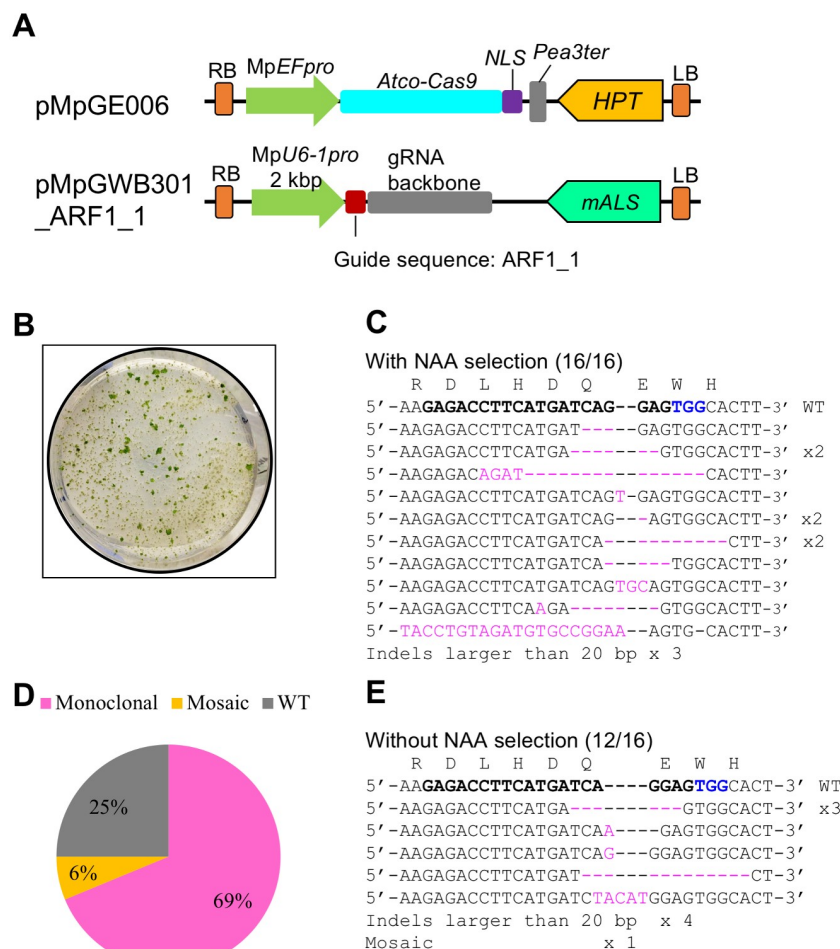 A
RB
MpEFpro
Atco-Cas9
NLS
Pea3ter
HPT
LB
pMpGE006
RB
MpU6-1pro
2 kbp
gRNA
backbone
mALS
LB
pMpGWB301
_ARF1_1
Guide sequence: ARF1_1
B
C
With NAA selection (16/16)
R D L H D Q E W H
5’-AAGAGACCTTCATGATCAG--GAGTGGCACTT-3’ WT
5’-AAGAGACCTTCATGAT-----GAGTGGCACTT-3’
5’-AAGAGACCTTCATGA--------GTGGCACTT-3’ x2
5’-AAGAGACAGAT----------------CACTT-3’
5’-AAGAGACCTTCATGATCAGT-GAGTGGCACTT-3’
5’-AAGAGACCTTCATGATCAG---AGTGGCACTT-3’ x2
5’-AAGAGACCTTCATGATCA-----------CTT-3’ x2
5’-AAGAGACCTTCATGATCA------TGGCACTT-3’
5’-AAGAGACCTTCATGATCAGTGCAGTGGCACTT-3’
5’-AAGAGACCTTCAAGA--------GTGGCACTT-3’
5’-TACCTGTAGATGTGCCGGAA--AGTG-CACTT-3’
Indels larger than 20 bp x 3
D
Monoclonal Mosaic WT
25%
6%
69%
E
Without NAA selection (12/16)
R D L H D Q E W H
5’-AAGAGACCTTCATGATCA----GGAGTGGCACT-3’ WT
5’-AAGAGACCTTCATGA----------GTGGCACT-3’ x3
5’-AAGAGACCTTCATGATCAA----GAGTGGCACT-3’
5’-AAGAGACCTTCATGATCAG---GGAGTGGCACT-3’
5’-AAGAGACCTTCATGAT---------------CT-3’
5’-AAGAGACCTTCATGATCTACATGGAGTGGCACT-3’
Indels larger than 20 bp x 4
Mosaic x 1